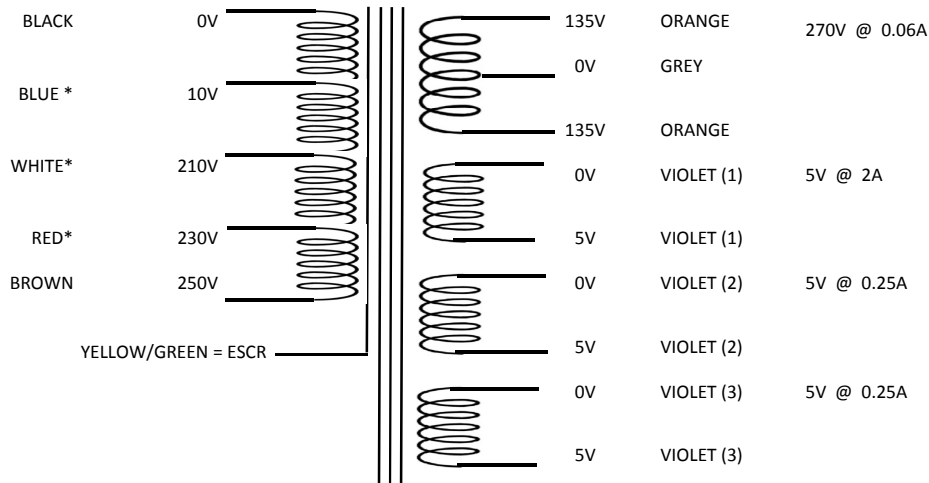 BLACK 0V 135V ORANGE 270V @ 0.06A
0V GREY
BLUE * 10V
135V ORANGE
WHITE* 210V 0V VIOLET (1) 5V @ 2A
RED* 230V 5V VIOLET (1)
BROWN 250V 0V VIOLET (2) 5V @ 0.25A
YELLOW/GREEN = ESCR 5V VIOLET (2)
0V VIOLET (3) 5V @ 0.25A
5V VIOLET (3)